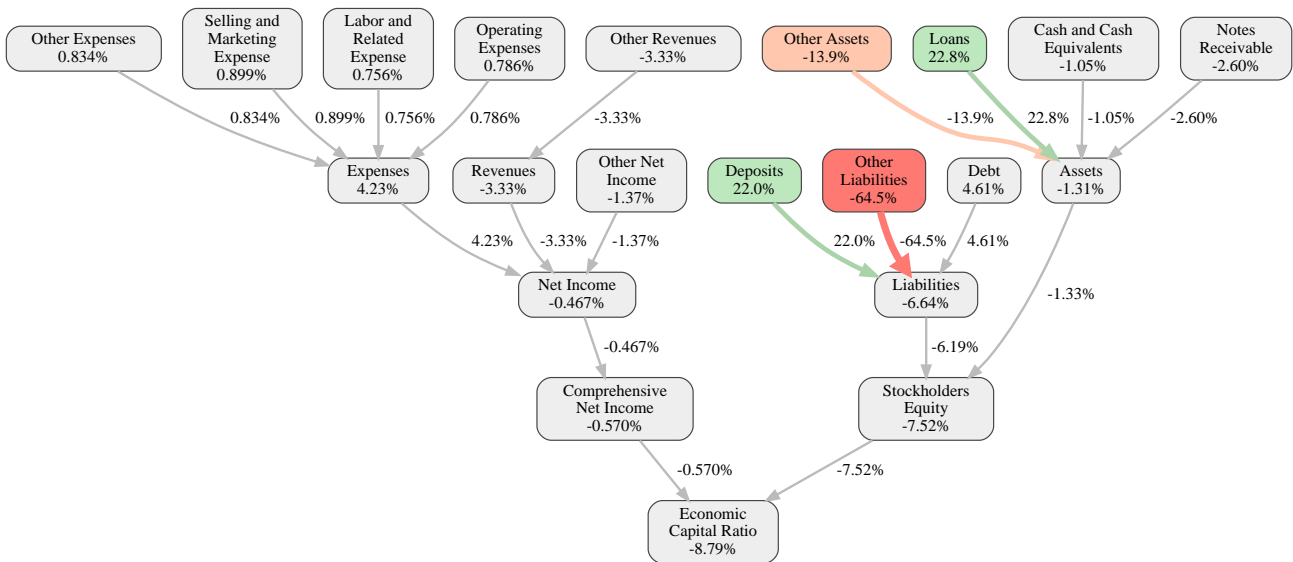 Other Expenses
0.834%
Selling and
Marketing
Expense
0.899%
Labor and
Related
Expense
0.756%
Operating
Expenses
0.786%
Other Revenues
-3.33%
Other Assets
-13.9%
Loans
22.8%
Cash and Cash
Equivalents
-1.05%
Notes
Receivable
-2.60%
0.834%
0.899%
0.756%
0.786%
-3.33%
-13.9%
22.8%
-1.05%
-2.60%
Expenses
4.23%
Revenues
-3.33%
Other Net
Income
-1.37%
Deposits
22.0%
Other
Liabilities
-64.5%
Debt
4.61%
Assets
-1.31%
4.23%
-3.33%
-1.37%
22.0%
-64.5%
4.61%
Net Income
-0.467%
Liabilities
-6.64%
-1.33%
-0.467%
-6.19%
Comprehensive
Net Income
-0.570%
Stockholders
Equity
-7.52%
-0.570%
-7.52%
Economic
Capital Ratio
-8.79%